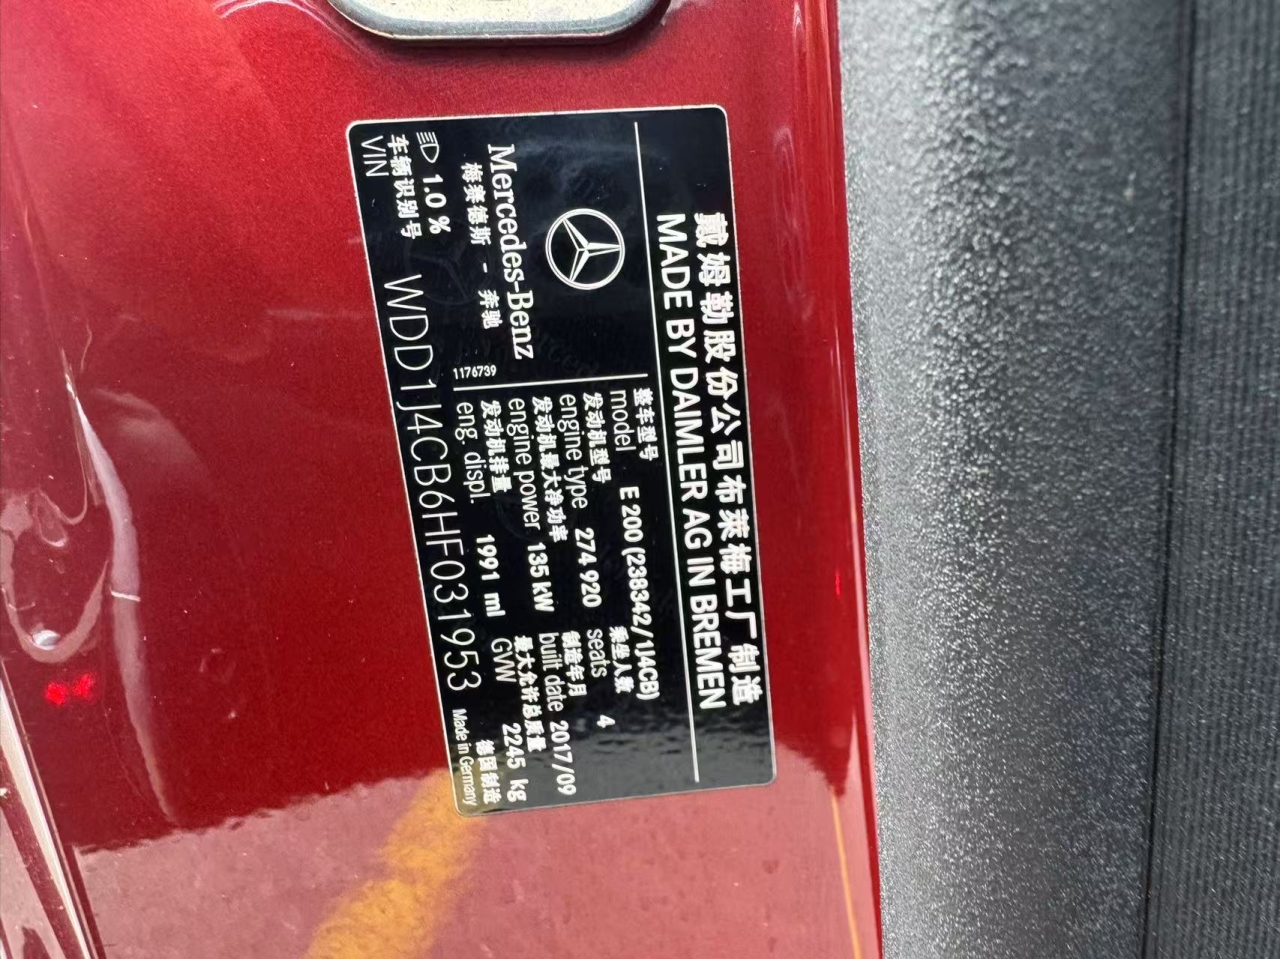 戴姆勒股份公司布莱梅工厂制造
MADE BY DAIMLER AG IN BREMEN
Mercedes-Benz
梅赛德斯 - 奔驰
1176739
整车型号
model E 200 (238342/1J4CB)
发动机型号 乘坐人数
engine type 274 920 seats 4
发动机最大净功率 制造年月
engine power 135 kW built date 2017/09
发动机排量 最大允许总质量
eng. displ. 1991 ml GVW 2245 kg
1.0 %
车辆识别号 德国制造
VIN WDD1J4CB6HF031953 Made in Germany